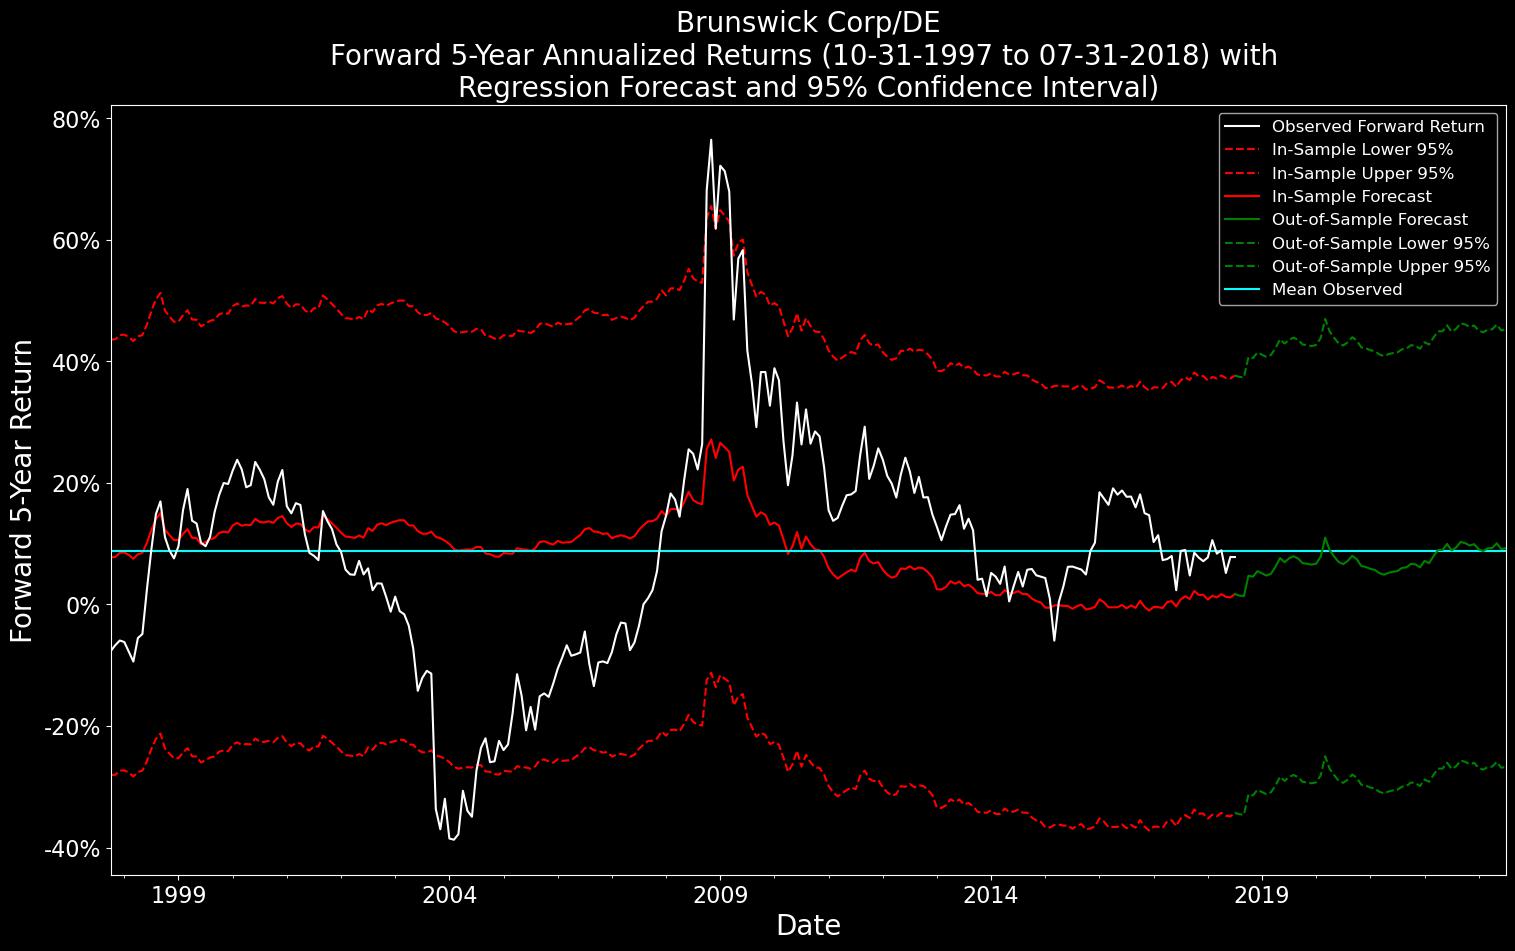 Brunswick Corp/DE
Forward 5-Year Annualized Returns (10-31-1997 to 07-31-2018) with
Regression Forecast and 95% Confidence Interval)
80%
60%
40%
20%
0%
-20%
-40%
Forward 5-Year Return
Observed Forward Return
In-Sample Lower 95%
In-Sample Upper 95%
In-Sample Forecast
Out-of-Sample Forecast
Out-of-Sample Lower 95%
Out-of-Sample Upper 95%
Mean Observed
1999
2004
2009
2014
2019
Date